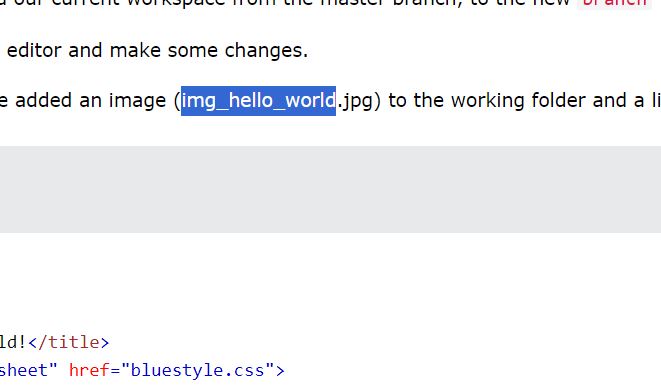 d our current workspace from the master branch, to the new branch
editor and make some changes.
e added an image (img_hello_world.jpg) to the working folder and a li
ld!</title>
sheet" href="bluestyle.css">